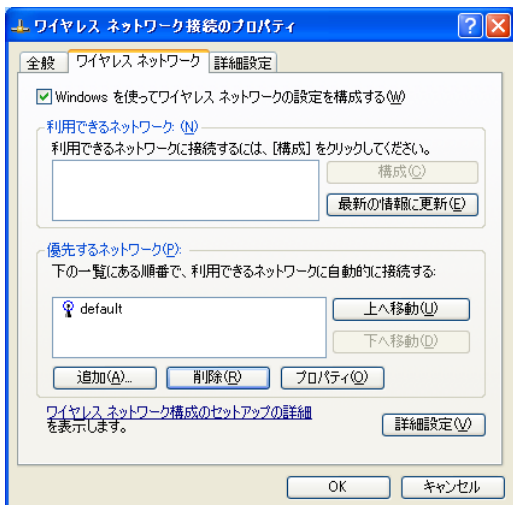 ワイヤレス ネットワーク接続のプロパティ
全般 ワイヤレス ネットワーク 詳細設定
Windows を使ってワイヤレス ネットワークの設定を構成する(W)
利用できるネットワーク: (N)
利用できるネットワークに接続するには、[構成] をクリックしてください。
構成(C)
最新の情報に更新(E)
優先するネットワーク(P):
下の一覧にある順番で、利用できるネットワークに自動的に接続する:
default
上へ移動(U)
下へ移動(D)
追加(A)... 削除(R) プロパティ(O)
ワイヤレス ネットワーク構成のセットアップの詳細
を表示します。
詳細設定(V)
OK キャンセル